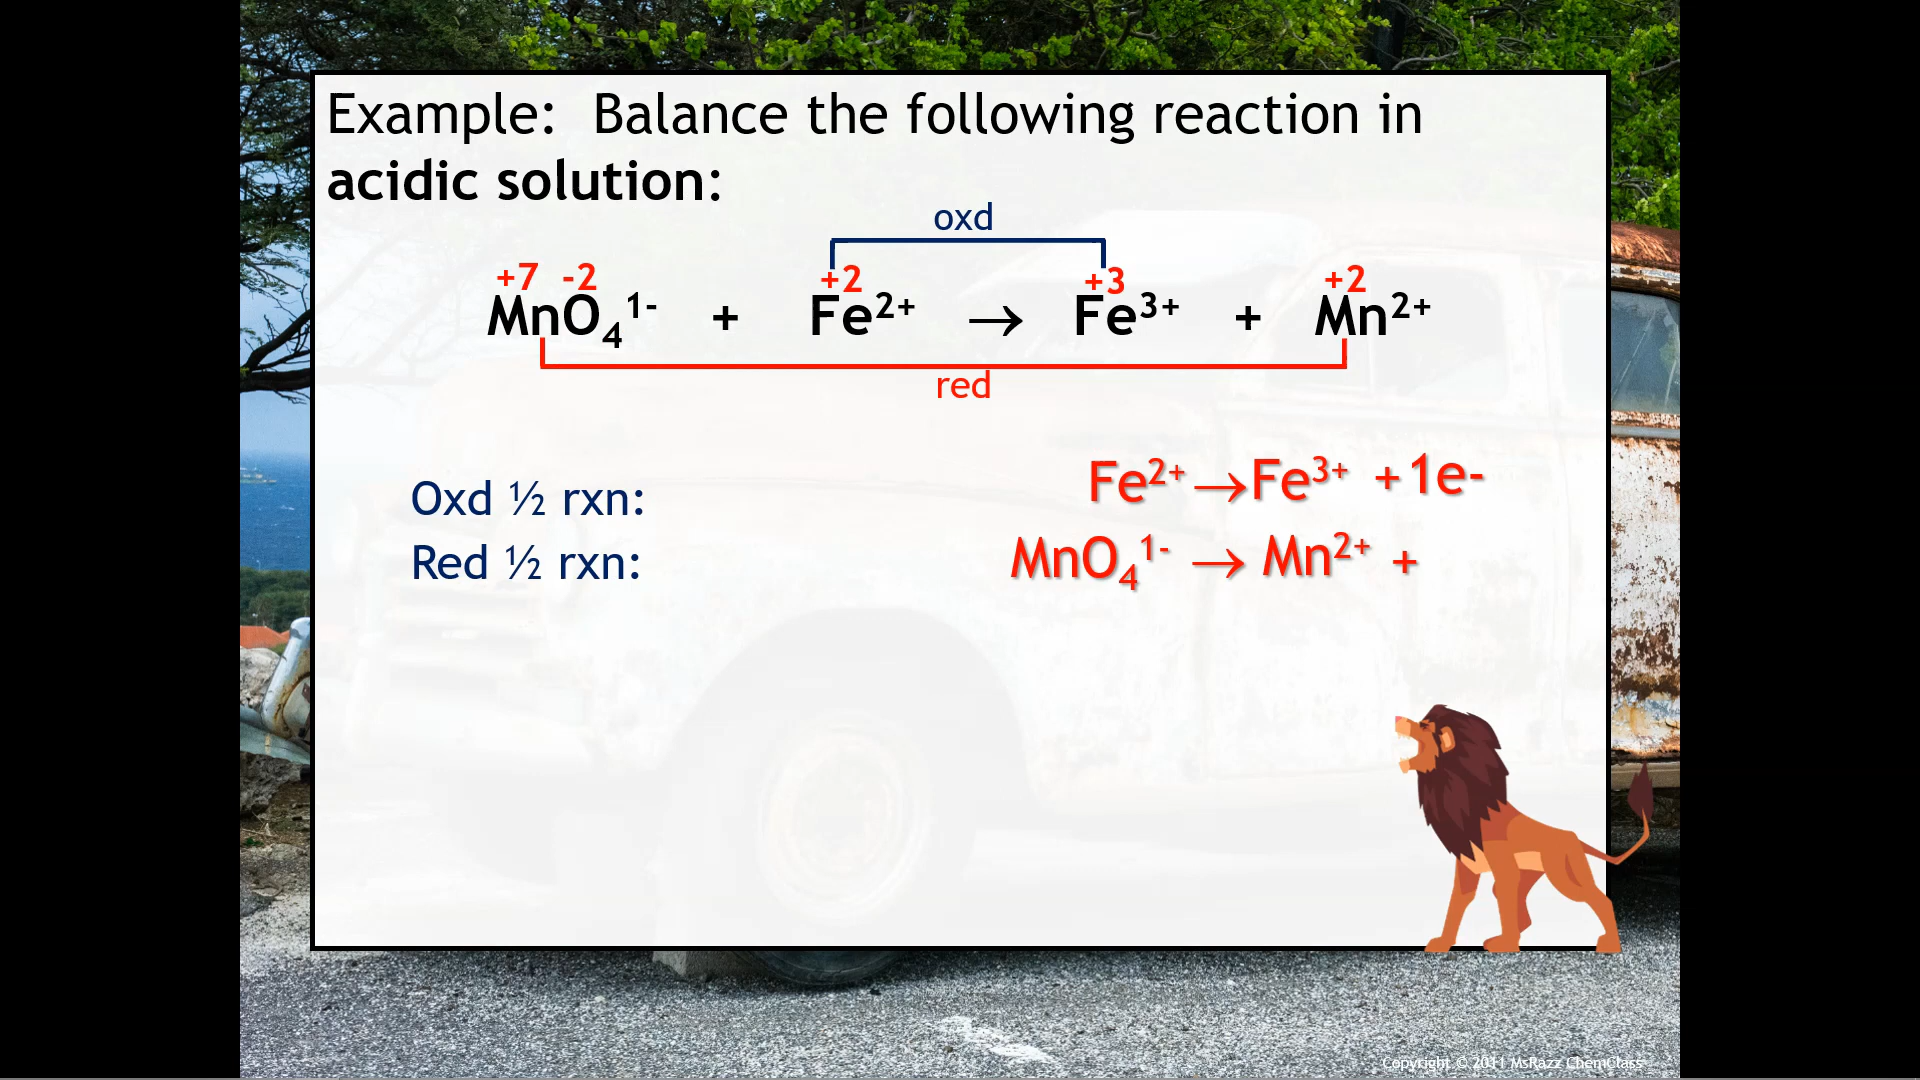 Example: Balance the following reaction in
acidic solution:
oxd
+7 -2 +2 +3 +2
MnO₄¹⁻ + Fe²⁺ → Fe³⁺ + Mn²⁺
red
Oxd ½ rxn: Fe²⁺ → Fe³⁺ + 1e-
Red ½ rxn: MnO₄¹⁻ → Mn²⁺ +
Copyright © 2011 MsRazz ChemClass